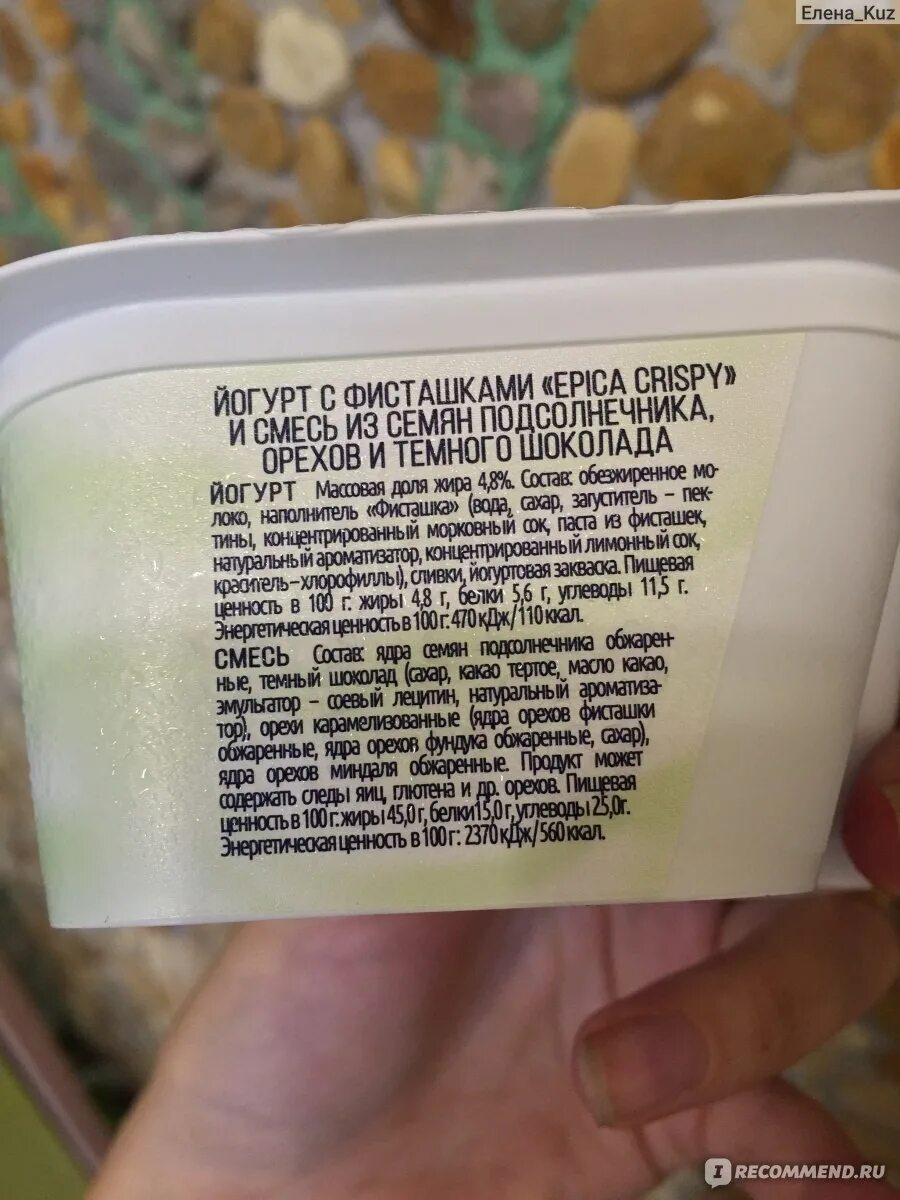 Елена_Kuz
ЙОГУРТ С ФИСТАШКАМИ «EPICA CRISPY»
И СМЕСЬ ИЗ СЕМЯН ПОДСОЛНЕЧНИКА,
ОРЕХОВ И ТЕМНОГО ШОКОЛАДА
ЙОГУРТ Массовая доля жира 4,8%. Состав: обезжиренное мо-
локо, наполнитель «Фисташка» (вода, сахар, загуститель – пек-
тины, концентрированный морковный сок, паста из фисташек,
натуральный ароматизатор, концентрированный лимонный сок,
краситель – хлорофиллы), сливки, йогуртовая закваска. Пищевая
ценность в 100 г: жиры 4,8 г, белки 5,6 г, углеводы 11,5 г.
Энергетическая ценность в 100 г: 470 кДж/110 ккал.
СМЕСЬ Состав: ядра семян подсолнечника обжарен-
ные, темный шоколад (сахар, какао тертое, масло какао,
эмульгатор – соевый лецитин, натуральный ароматиза-
тор), орехи карамелизованные (ядра орехов фисташки
обжаренные, ядра орехов фундука обжаренные, сахар),
ядра орехов миндаля обжаренные. Продукт может
содержать следы яиц, глютена и др. орехов. Пищевая
ценность в 100 г: жиры 45,0 г, белки 15,0 г, углеводы 25,0г.
Энергетическая ценность в 100 г: 2370 кДж/560 ккал.
I RECOMMEND.RU